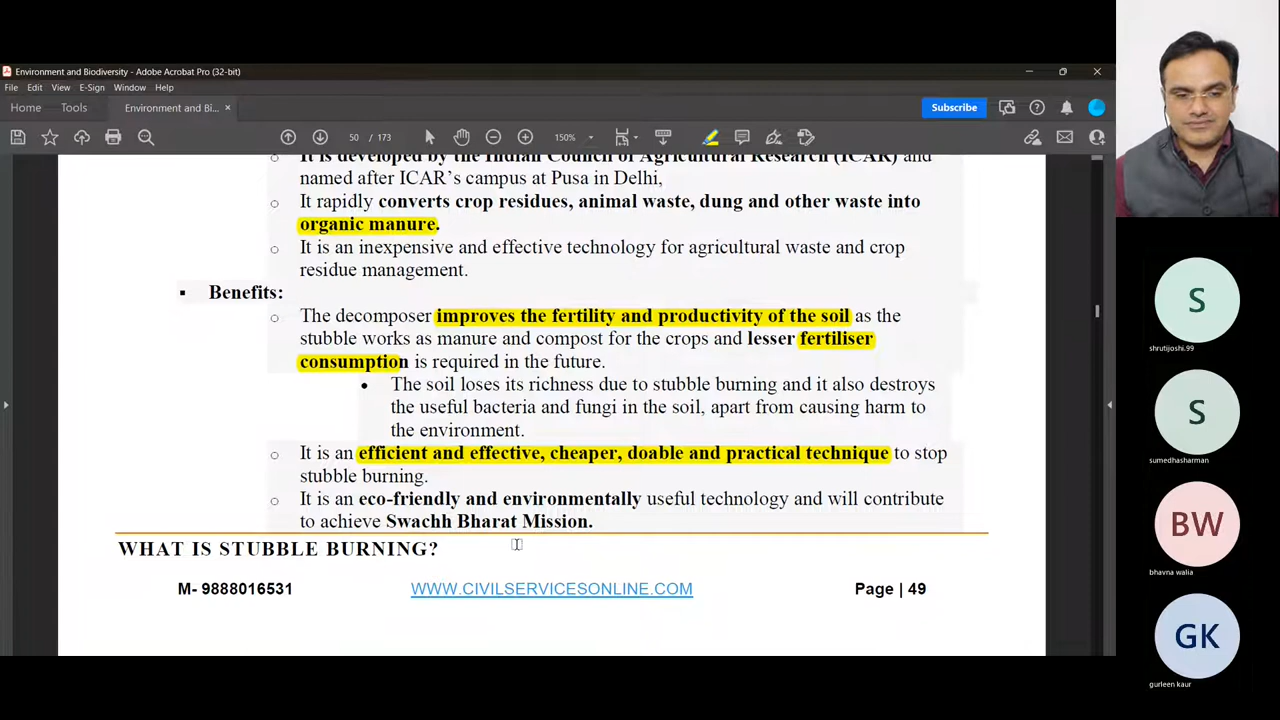 Environment and Biodiversity - Adobe Acrobat Pro (32-bit)
File Edit View E-Sign Window Help
Home Tools Environment and Bi... × Subscribe
50 / 173 150%
It is developed by the Indian Council of Agricultural Research (ICAR) and
named after ICAR's campus at Pusa in Delhi,
It rapidly converts crop residues, animal waste, dung and other waste into
organic manure.
It is an inexpensive and effective technology for agricultural waste and crop
residue management.
Benefits:
The decomposer improves the fertility and productivity of the soil as the
stubble works as manure and compost for the crops and lesser fertiliser
consumption is required in the future.
The soil loses its richness due to stubble burning and it also destroys
the useful bacteria and fungi in the soil, apart from causing harm to
the environment.
It is an efficient and effective, cheaper, doable and practical technique to stop
stubble burning.
It is an eco-friendly and environmentally useful technology and will contribute
to achieve Swachh Bharat Mission.
WHAT IS STUBBLE BURNING?
M- 9888016531 WWW.CIVILSERVICESONLINE.COM Page | 49
S
shrutijoshi.99
S
sumedhasharman
BW
bhavna walia
GK
gurleen kaur